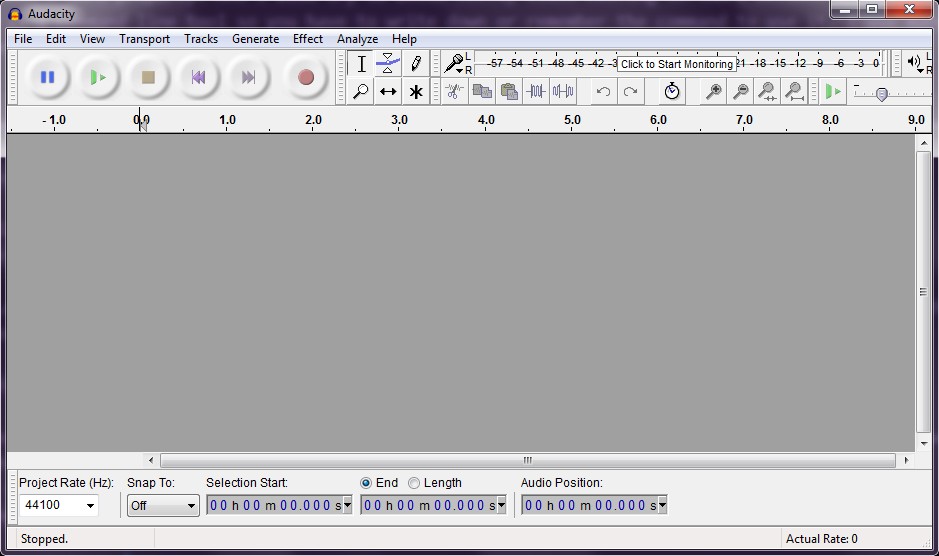 Audacity
File Edit View Transport Tracks Generate Effect Analyze Help
L
R
-57 -54 -51 -48 -45 -42 -3 Click to Start Monitoring 21 -18 -15 -12 -9 -6 -3 0
L
R
- 1.0 0.0 1.0 2.0 3.0 4.0 5.0 6.0 7.0 8.0 9.0
Project Rate (Hz): Snap To: Selection Start: End Length Audio Position:
44100 Off 00 h 00 m 00.000 s 00 h 00 m 00.000 s 00 h 00 m 00.000 s
Stopped. Actual Rate: 0